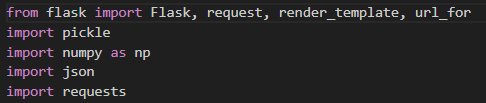 from flask import Flask, request, render_template, url_for
import pickle
import numpy as np
import json
import requests